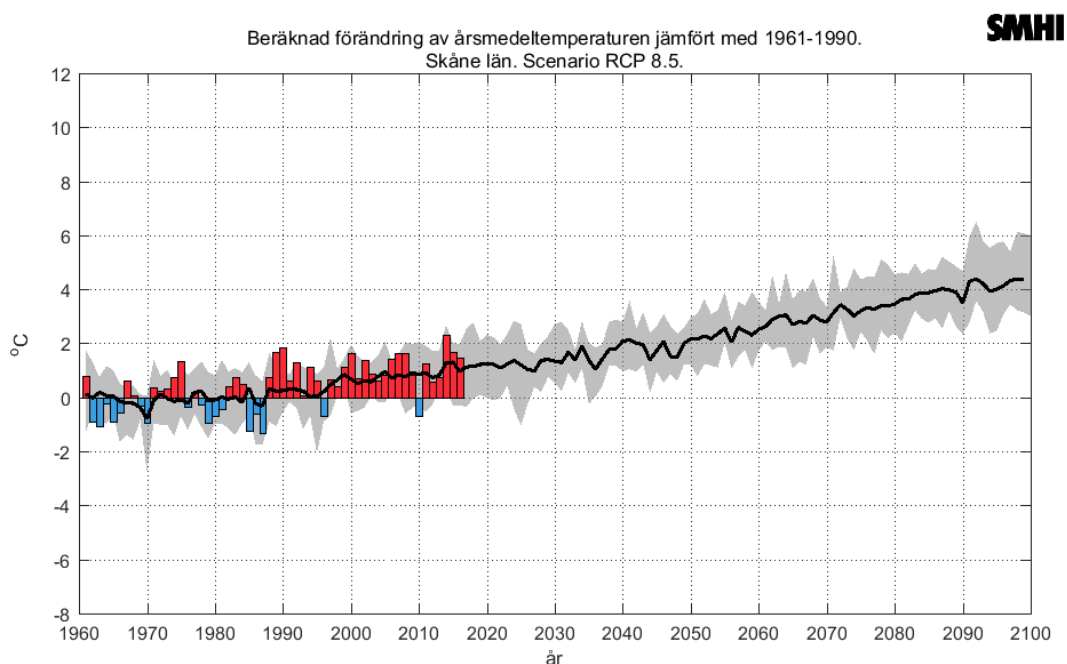 SMHI
Beräknad förändring av årsmedeltemperaturen jämfört med 1961-1990.
Skåne län. Scenario RCP 8.5.
12
10
8
6
4
2
0
-2
-4
-6
-8
°C
1960 1970 1980 1990 2000 2010 2020 2030 2040 2050 2060 2070 2080 2090 2100
år